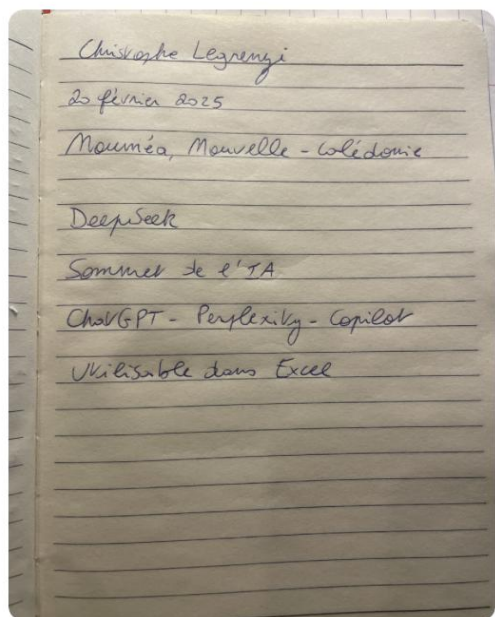 Christophe Legrenzi
20 février 2025
Nouméa, Nouvelle - Calédonie
DeepSeek
Sommet de l'IA
ChatGPT - Perplexity - Copilot
Utilisable dans Excel